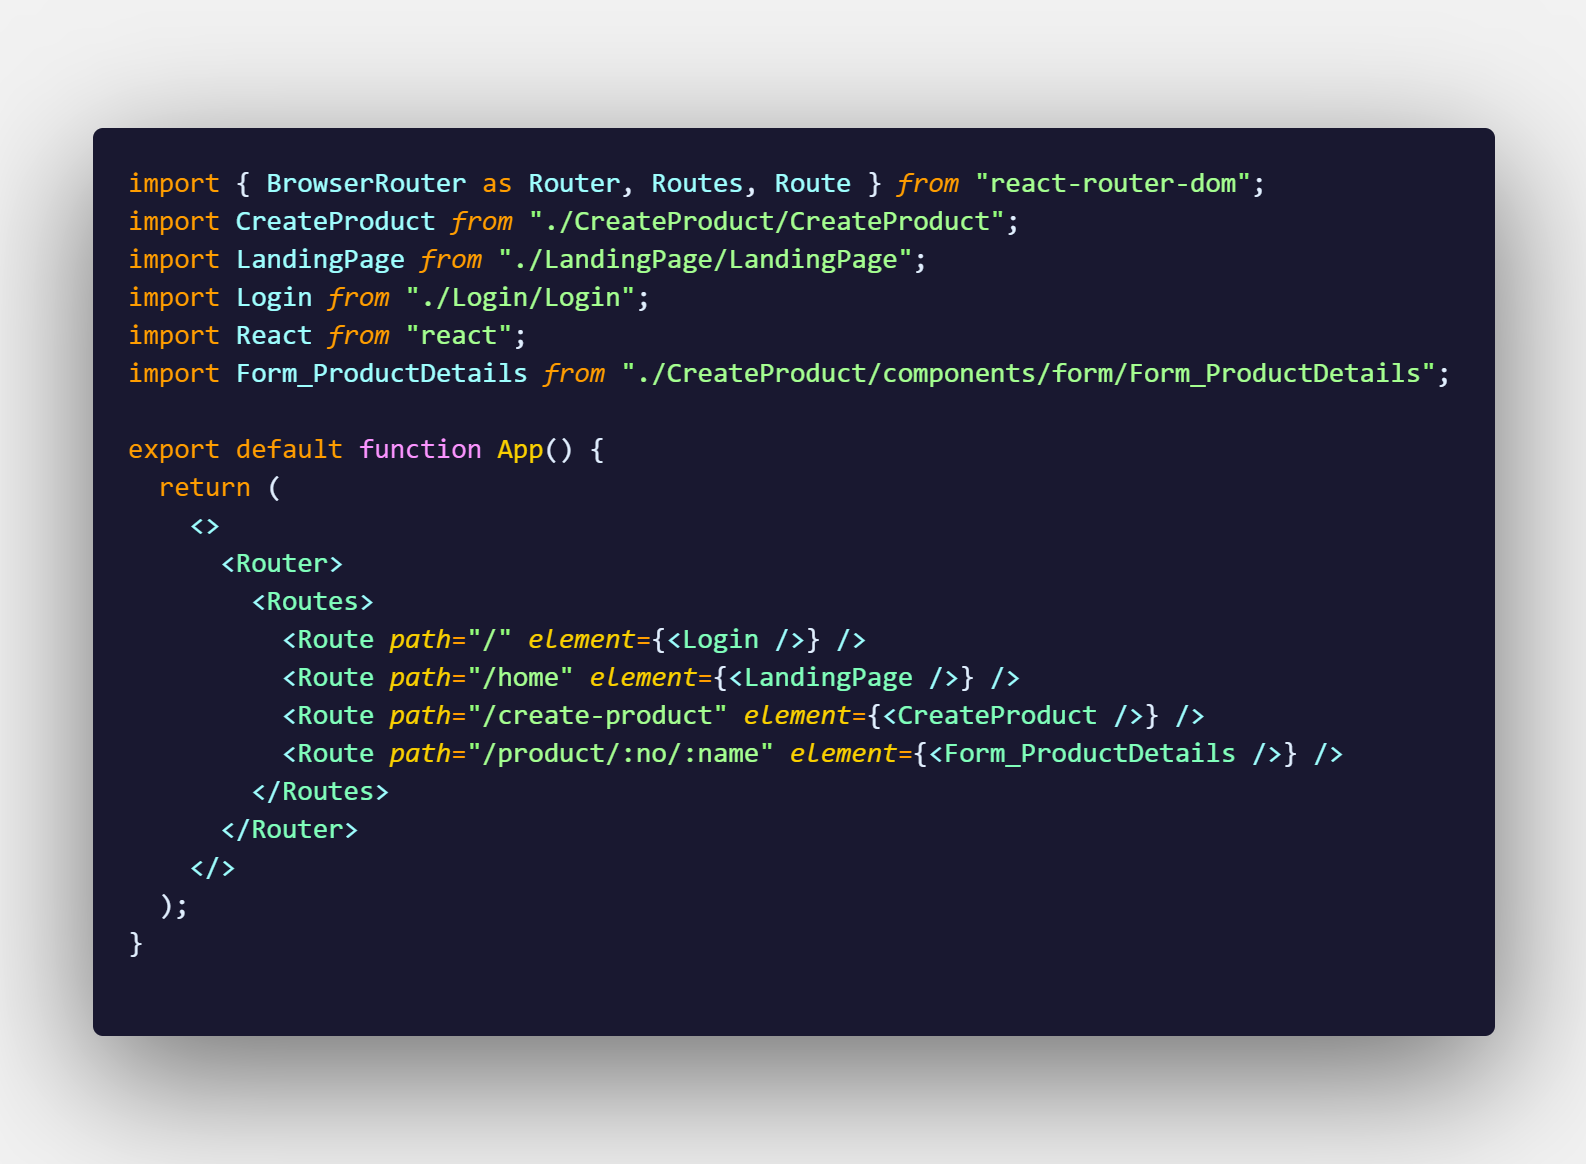 import { BrowserRouter as Router, Routes, Route } from "react-router-dom";
import CreateProduct from "./CreateProduct/CreateProduct";
import LandingPage from "./LandingPage/LandingPage";
import Login from "./Login/Login";
import React from "react";
import Form_ProductDetails from "./CreateProduct/components/form/Form_ProductDetails";

export default function App() {
  return (
    <>
      <Router>
        <Routes>
          <Route path="/" element={<Login />} />
          <Route path="/home" element={<LandingPage />} />
          <Route path="/create-product" element={<CreateProduct />} />
          <Route path="/product/:no/:name" element={<Form_ProductDetails />} />
        </Routes>
      </Router>
    </>
  );
}